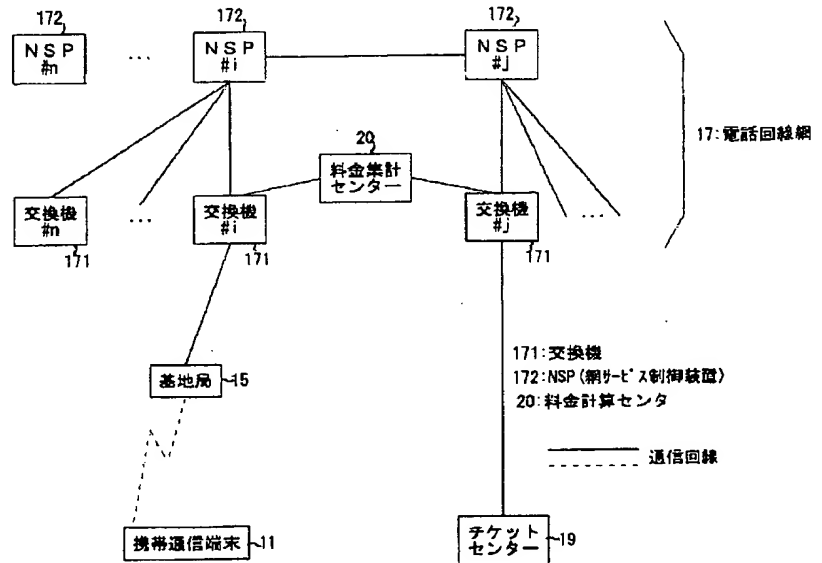 172
NSP
#n
...
172
NSP
#i
172
NSP
#j
17:電話回線網
20
料金集計
センター
交換機
#n
171
...
交換機
#i
171
交換機
#j
171
...
基地局
15
171:交換機
172:NSP(網ｻｰﾋﾞｽ制御装置)
20:料金計算センタ
通信回線
携帯通信端末
11
チケット
センター
19